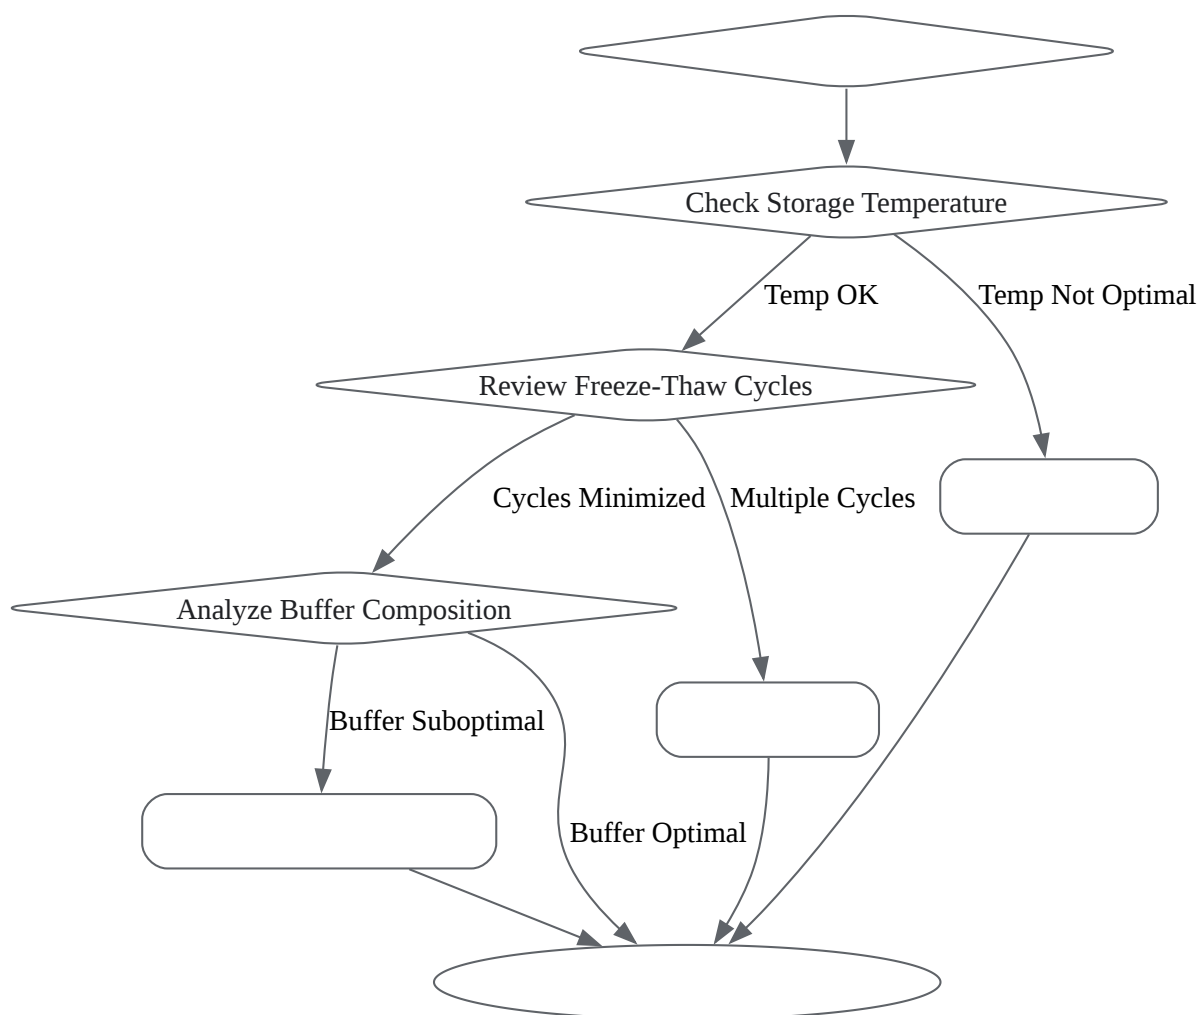 Check Storage Temperature
Temp OK
Temp Not Optimal
Review Freeze-Thaw Cycles
Cycles Minimized
Multiple Cycles
Analyze Buffer Composition
Buffer Suboptimal
Buffer Optimal